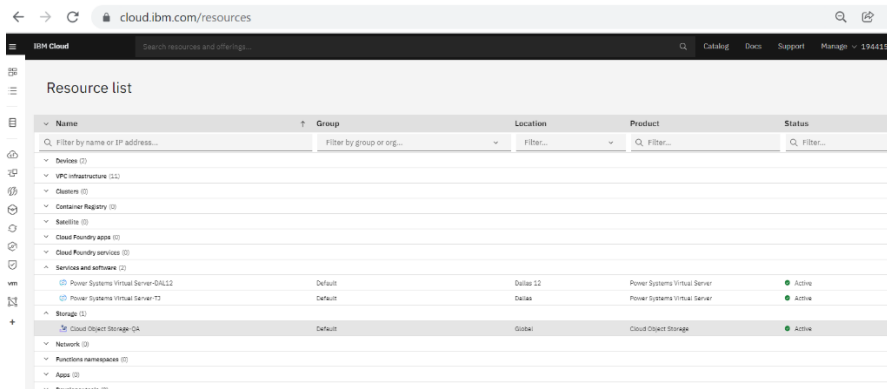 cloud.ibm.com/resources
IBM Cloud Search resources and offerings... Catalog Docs Support Manage 194415
Resource list
Name Group Location Product Status
Filter by name or IP address... Filter by group or org... Filter... Filter... Filter...
Devices (2)
VPC infrastructure (11)
Clusters (0)
Container Registry (0)
Satellite (0)
Cloud Foundry apps (0)
Cloud Foundry services (0)
Services and software (2)
Power Systems Virtual Server-DAL12 Default Dallas 12 Power Systems Virtual Server Active
Power Systems Virtual Server-TJ Default Dallas Power Systems Virtual Server Active
Storage (1)
Cloud Object Storage-QA Default Global Cloud Object Storage Active
vm
Network (0)
Functions namespaces (0)
Apps (0)